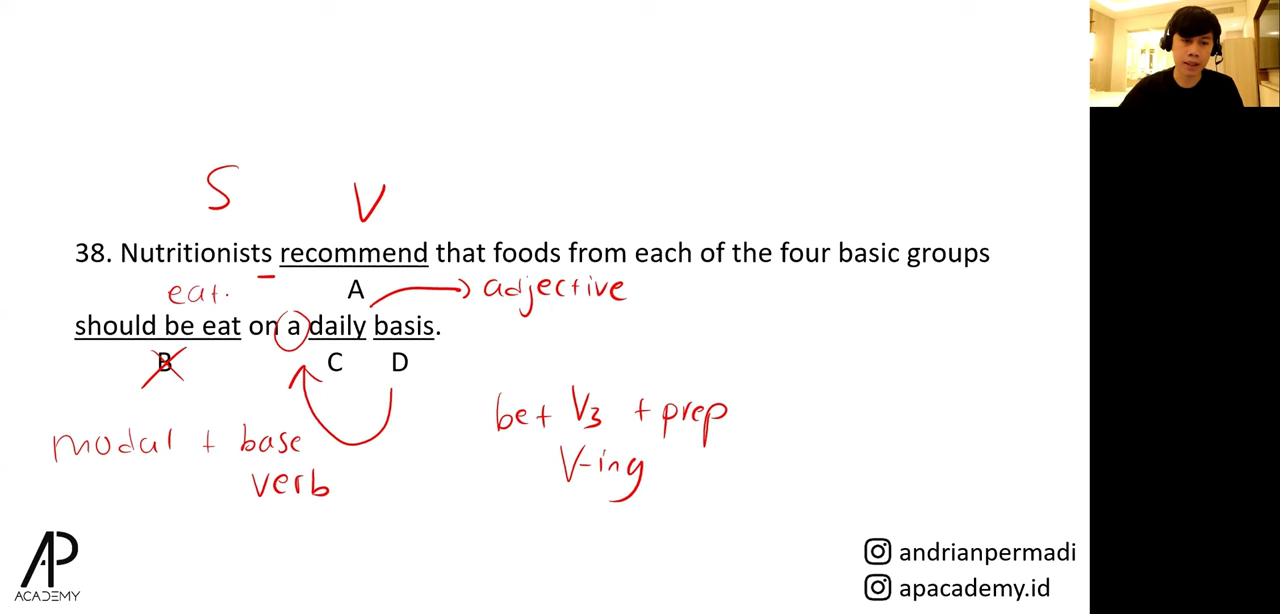 S V
38. Nutritionists recommend that foods from each of the four basic groups
eat. A adjective
should be eat on a daily basis.
B C D
be + V3 + prep
modal + base
V-ing
verb
AP
ACADEMY
andrianpermadi
apacademy.id